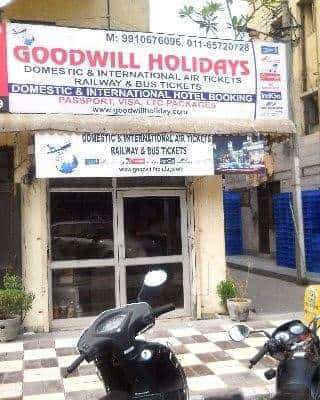 M: 9910676096, 011-65720728
GOODWILL HOLIDAYS
DOMESTIC & INTERNATIONAL AIR TICKETS
RAILWAY & BUS TICKETS
DOMESTIC & INTERNATIONAL HOTEL BOOKING
PASSPORT, VISA, LTC PACKAGES
www.goodwillholiday.com
DOMESTIC & INTERNATIONAL AIR TICKETS
RAILWAY & BUS TICKETS